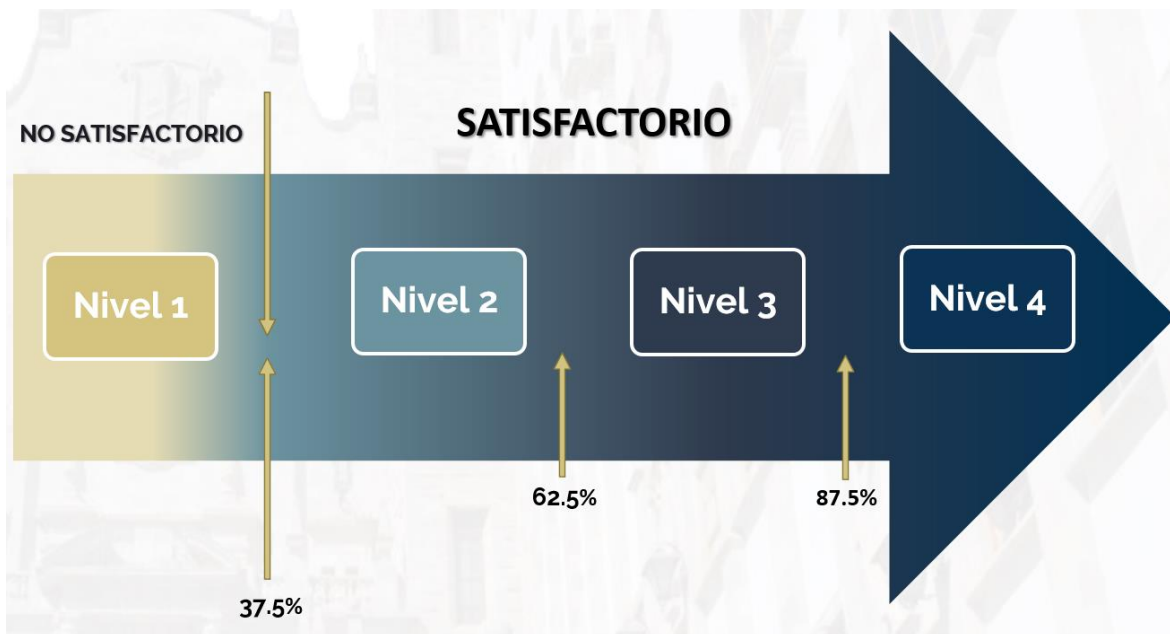 NO SATISFACTORIO
SATISFACTORIO
Nivel 1
Nivel 2
Nivel 3
Nivel 4
62.5%
87.5%
37.5%